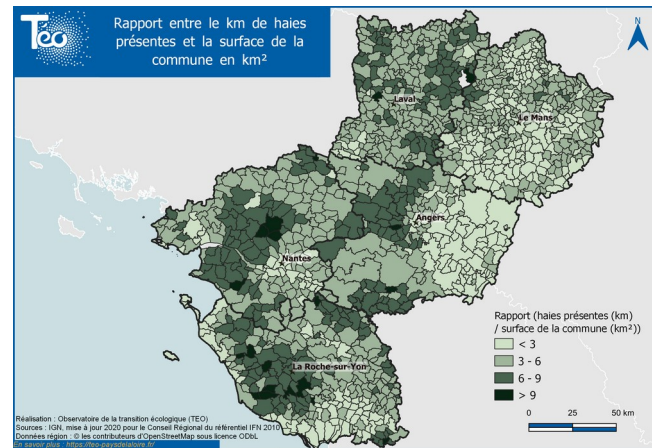 Téo
Rapport entre le km de haies
présentes et la surface de la
commune en km²
N
Laval
Le Mans
Angers
Nantes
La Roche-sur-Yon
Rapport (haies présentes (km)
/ surface de la commune (km²))
< 3
3 - 6
6 - 9
> 9
0 25 50 km
Réalisation : Observatoire de la transition écologique (TEO)
Sources : IGN, mise à jour 2020 pour le Conseil Régional du référentiel IFN 2010
Données région : © les contributeurs d'OpenStreetMap sous licence ODbL
En savoir plus : https://teo-paysdelaloire.fr/